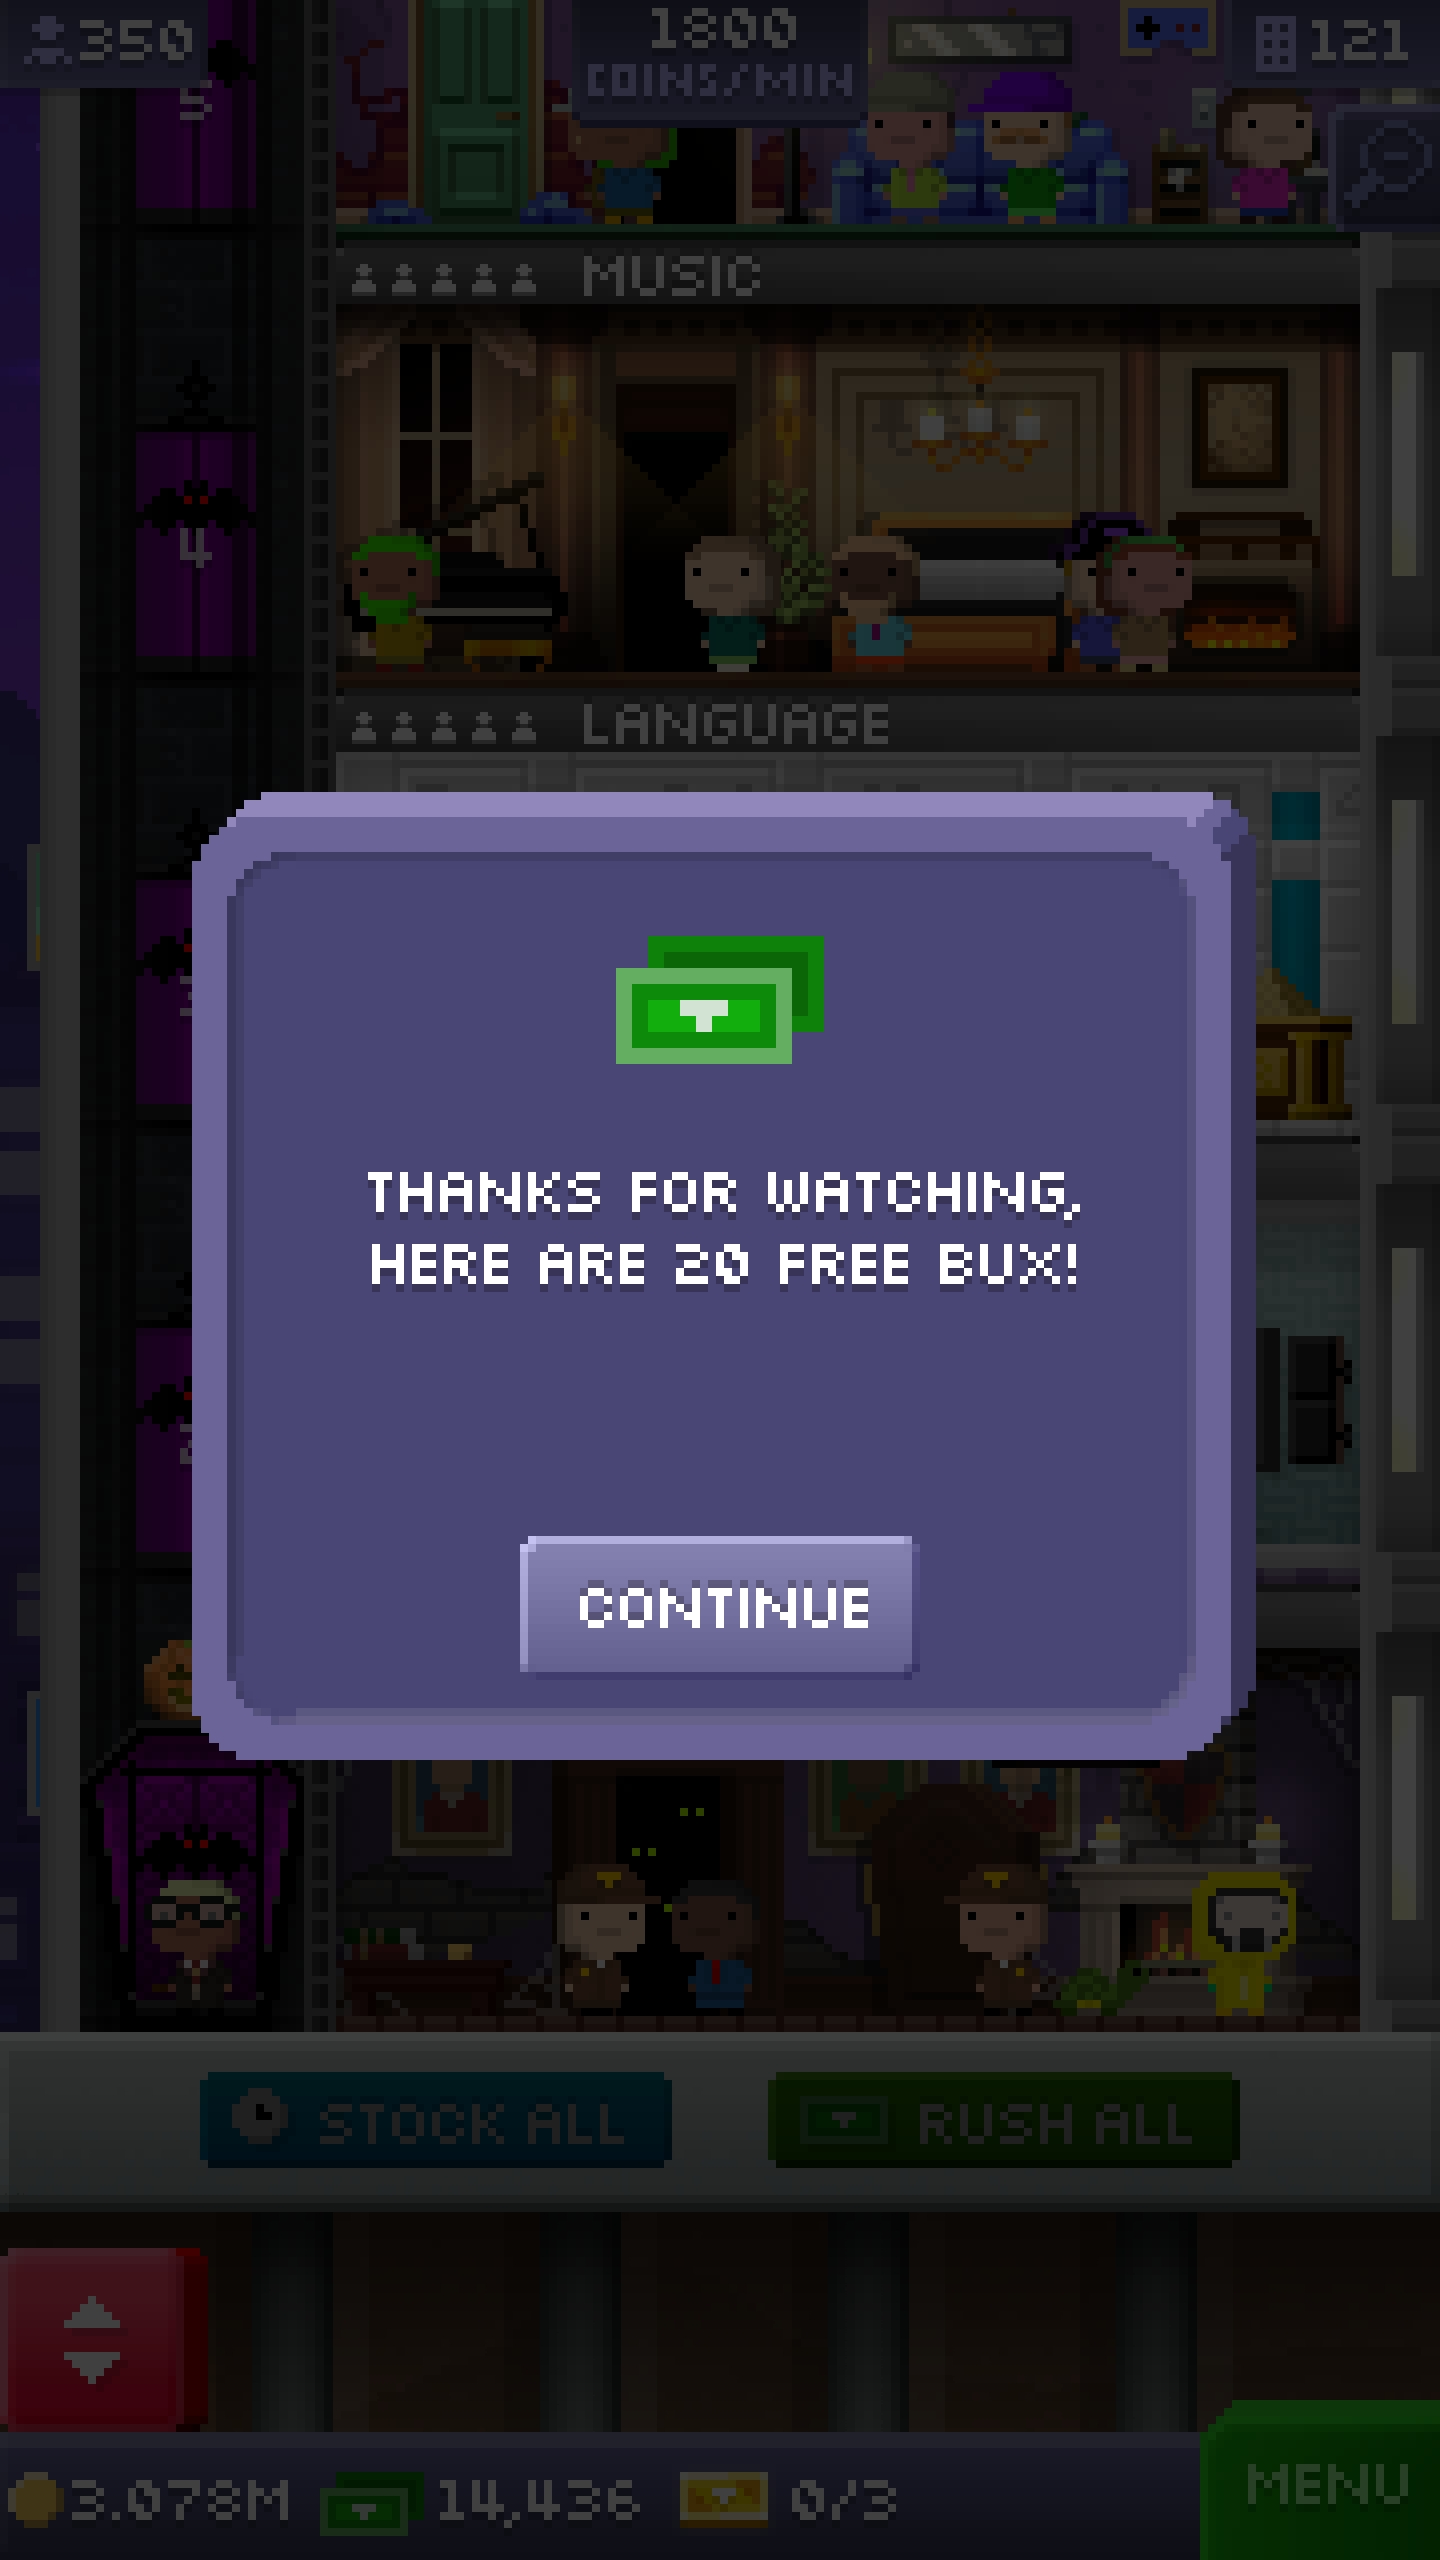 350
1800
COINS/MIN
121
5
MUSIC
4
LANGUAGE
THANKS FOR WATCHING,
HERE ARE 20 FREE BUX!
CONTINUE
STOCK ALL
RUSH ALL
3.078M
14,436
0/3
MENU